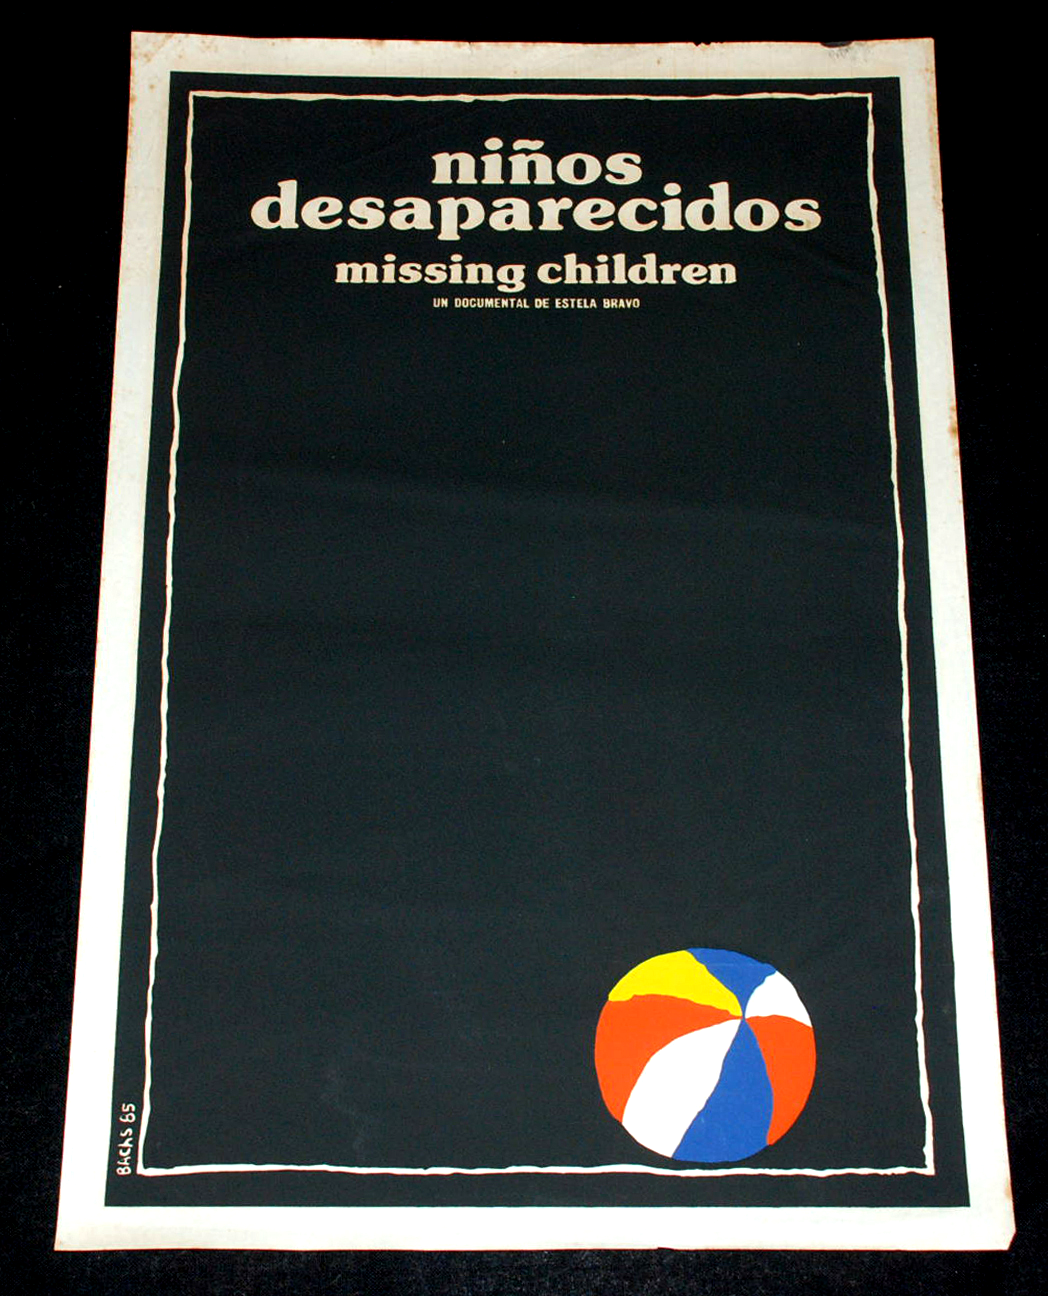 niños
desaparecidos
missing children
UN DOCUMENTAL DE ESTELA BRAVO
BACHS 85